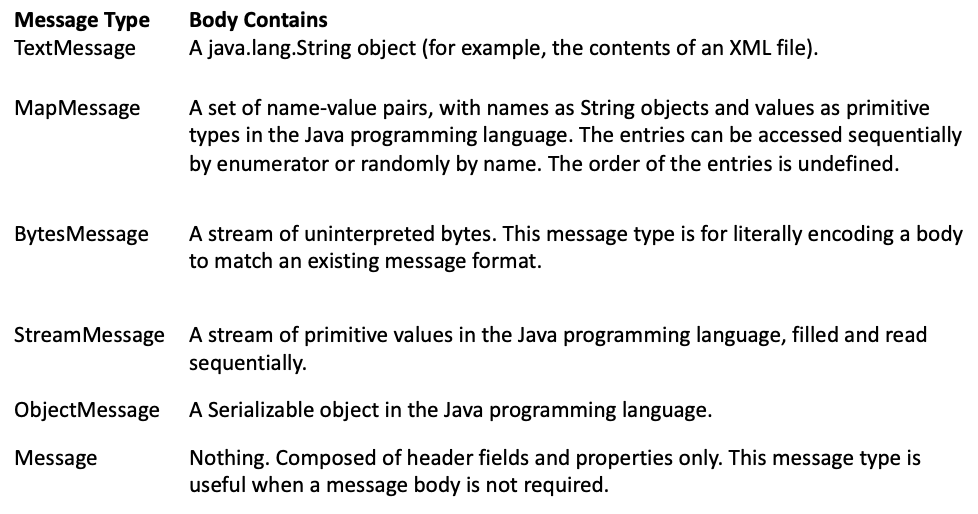 Message Type Body Contains
TextMessage A java.lang.String object (for example, the contents of an XML file).
MapMessage A set of name-value pairs, with names as String objects and values as primitive
types in the Java programming language. The entries can be accessed sequentially
by enumerator or randomly by name. The order of the entries is undefined.
BytesMessage A stream of uninterpreted bytes. This message type is for literally encoding a body
to match an existing message format.
StreamMessage A stream of primitive values in the Java programming language, filled and read
sequentially.
ObjectMessage A Serializable object in the Java programming language.
Message Nothing. Composed of header fields and properties only. This message type is
useful when a message body is not required.